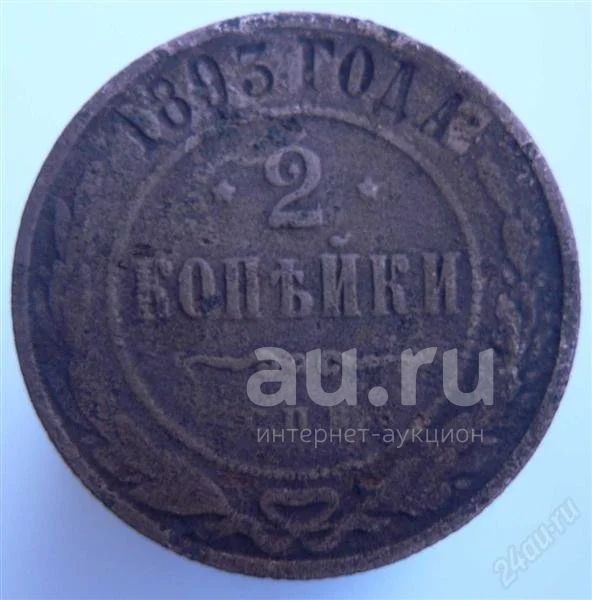 1893 ГОДА.
2
КОПѢЙКИ
au.ru
интернет-аукцион
24au.ru